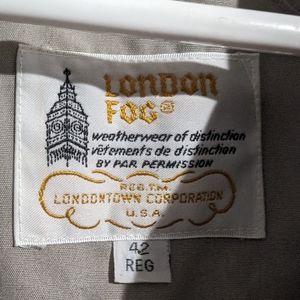 LONDON
FOG®
weatherwear of distinction
vêtements de distinction
BY PAR PERMISSION
REG. T.M.
LONDONTOWN CORPORATION
U.S.A.
42
REG